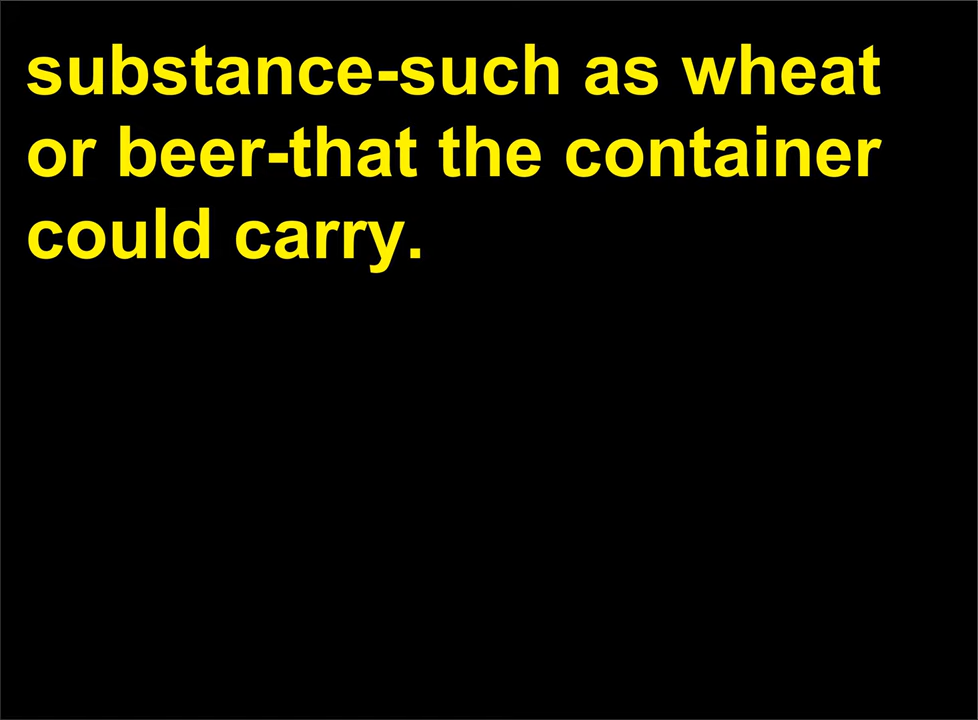 substance-such as wheat
or beer-that the container
could carry.